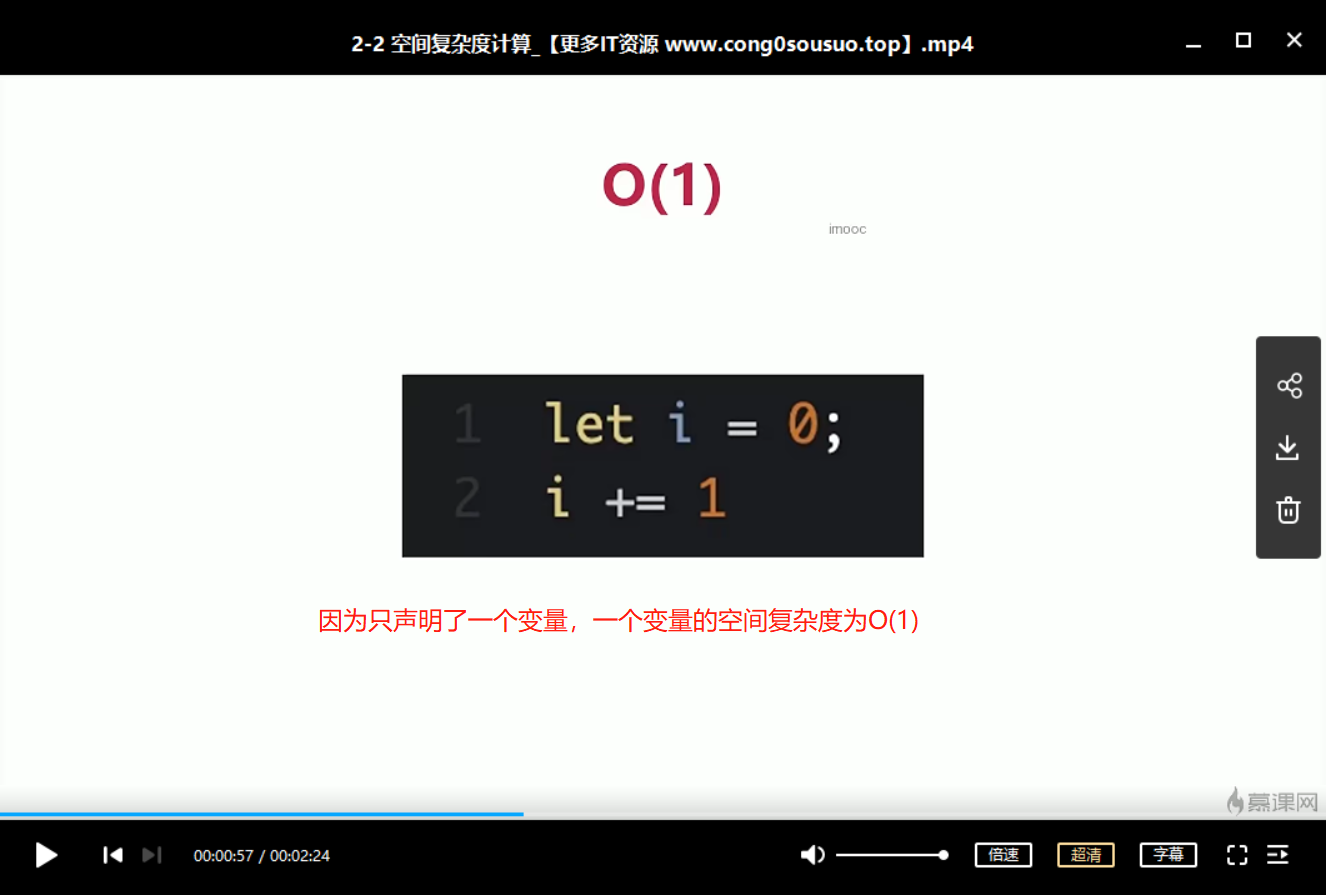 2-2 空间复杂度计算_【更多IT资源 www.cong0sousuo.top】.mp4
O(1)
imooc
1 let i = 0;
2 i += 1
因为只声明了一个变量，一个变量的空间复杂度为O(1)
慕课网
00:00:57 / 00:02:24
倍速
超清
字幕